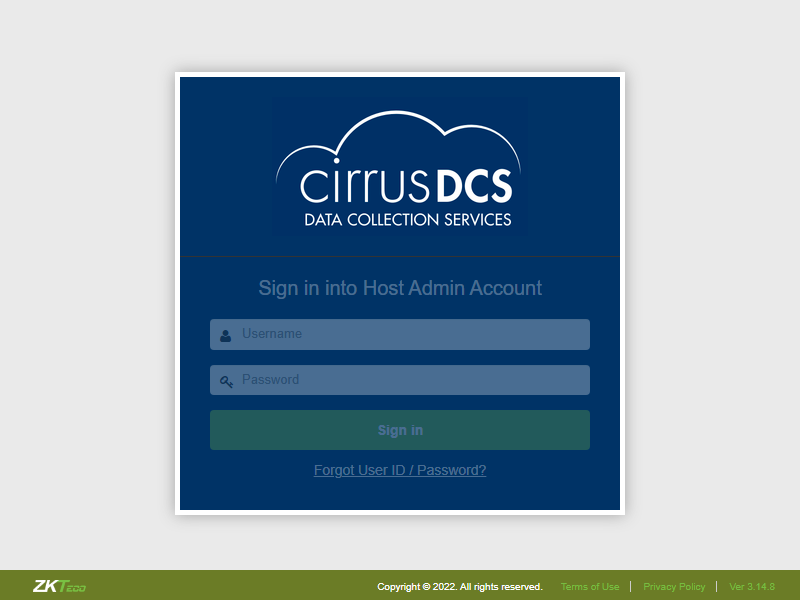 cirrusDCS
DATA COLLECTION SERVICES
Sign in into Host Admin Account
Username
Password
Sign in
Forgot User ID / Password?
ZKTeco Copyright © 2022. All rights reserved. Terms of Use | Privacy Policy | Ver 3.14.8